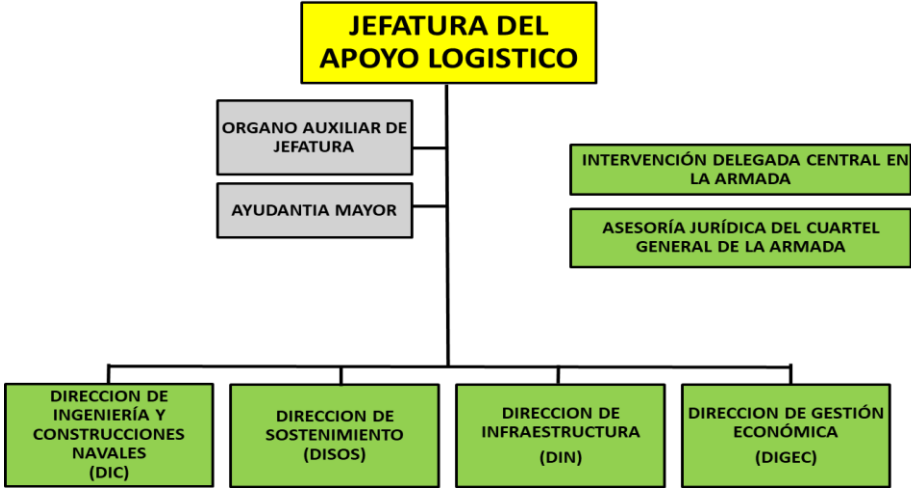 JEFATURA DEL
APOYO LOGISTICO
ORGANO AUXILIAR DE
JEFATURA
AYUDANTIA MAYOR
INTERVENCIÓN DELEGADA CENTRAL EN
LA ARMADA
ASESORÍA JURÍDICA DEL CUARTEL
GENERAL DE LA ARMADA
DIRECCION DE
INGENIERÍA Y
CONSTRUCCIONES
NAVALES
(DIC)
DIRECCION DE
SOSTENIMIENTO
(DISOS)
DIRECCION DE
INFRAESTRUCTURA
(DIN)
DIRECCION DE GESTIÓN
ECONÓMICA
(DIGEC)